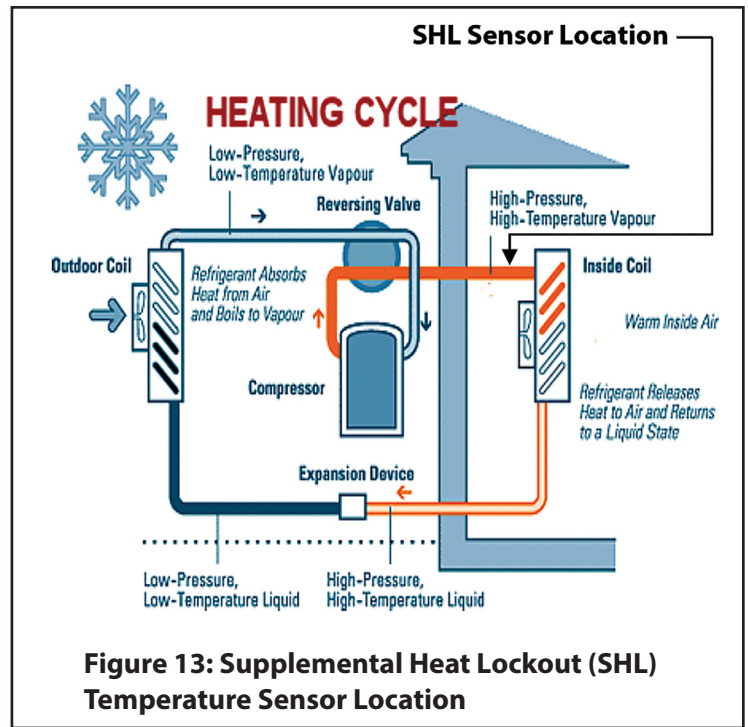 SHL Sensor Location
HEATING CYCLE
Low-Pressure,
Low-Temperature Vapour
Reversing Valve
High-Pressure,
High-Temperature Vapour
Outdoor Coil
Refrigerant Absorbs
Heat from Air
and Boils to Vapour
Inside Coil
Warm Inside Air
Compressor
Refrigerant Releases
Heat to Air and Returns
to a Liquid State
Expansion Device
Low-Pressure,
Low-Temperature Liquid
High-Pressure,
High-Temperature Liquid
Figure 13: Supplemental Heat Lockout (SHL)
Temperature Sensor Location